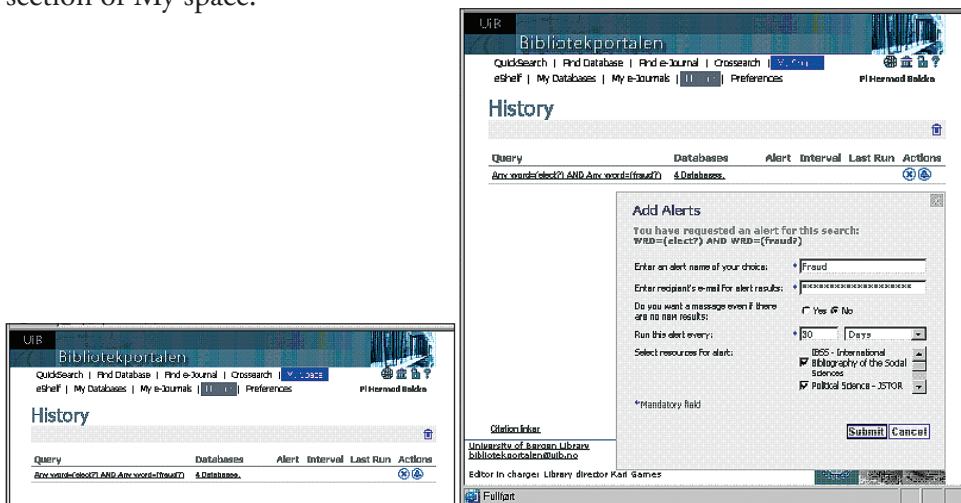 section of My space.
UiB
Bibliotekportalen
QuickSearch | Find Database | Find e-Journal | Crossearch |
eShelf | My Databases | My e-Journals | | Preferences
History
Query Databases Alert Interval Last Run Actions
Any word=(elect?) AND Any word=(fraud?) 4 Databases.
UiB
Bibliotekportalen
QuickSearch | Find Database | Find e-Journal | Crossearch |
eShelf | My Databases | My e-Journals | | Preferences
History
Query Databases Alert Interval Last Run Actions
Any word=(elect?) AND Any word=(fraud?) 4 Databases.
Add Alerts
You have requested an alert for this search:
WRD=(elect?) AND WRD=(fraud?)
Enter an alert name of your choice: * Fraud
Enter recipient's e-mail for alert results: * ********************
Do you want a message even if there Yes No
are no new results:
Run this alert every: * 30 Days
Select resources for alert: IBSS - International
Bibliography of the Social
Sciences
Political Science - JSTOR
*Mandatory field
Submit Cancel
Citation linker
University of Bergen Library
bibliotekportalen@uib.no
Editor in charge: Library director Kari Garnes
Fullført